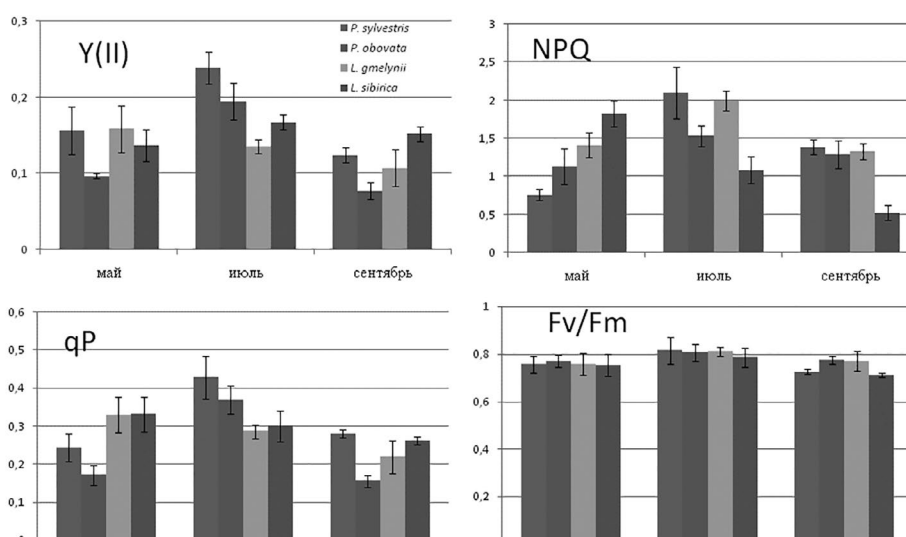 Y(II)
0,3
0,2
0,1
0
P. sylvestris
P. obovata
L. gmelynii
L. sibirica
май
июль
сентябрь
NPQ
3
2,5
2
1,5
1
0,5
0
май
июль
сентябрь
qP
0,6
0,5
0,4
0,3
0,2
0,1
Fv/Fm
1
0,8
0,6
0,4
0,2